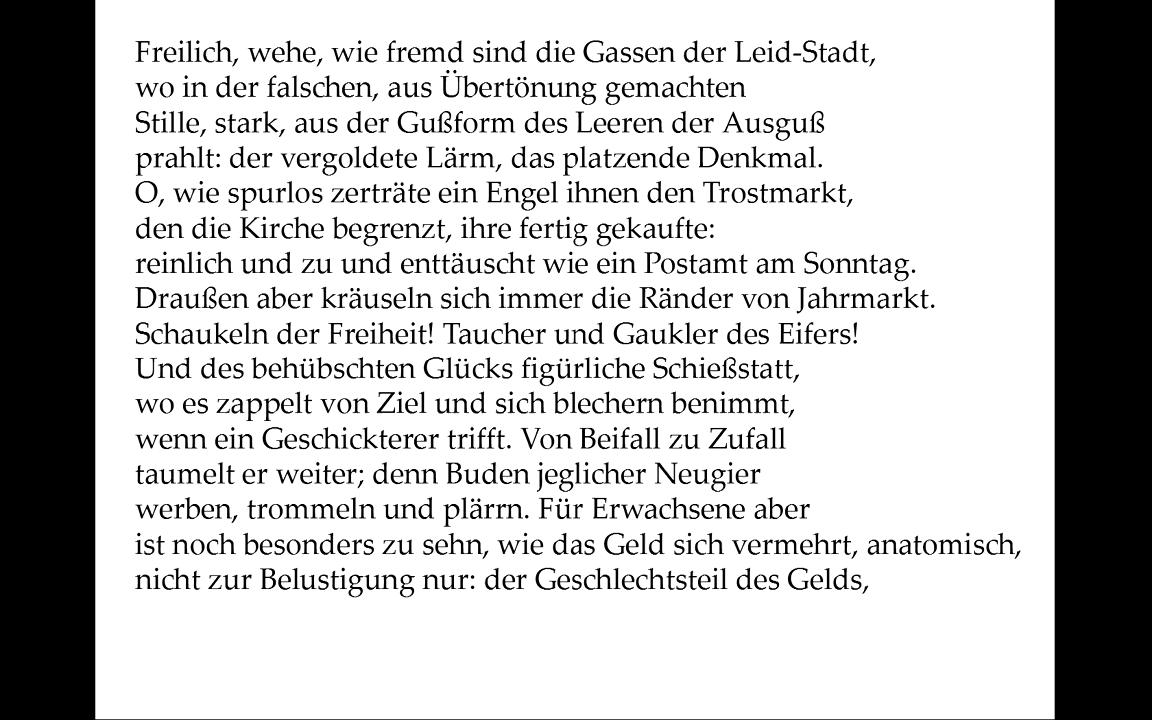 Freilich, wehe, wie fremd sind die Gassen der Leid-Stadt,
wo in der falschen, aus Übertönung gemachten
Stille, stark, aus der Gußform des Leeren der Ausguß
prahlt: der vergoldete Lärm, das platzende Denkmal.
O, wie spurlos zerträte ein Engel ihnen den Trostmarkt,
den die Kirche begrenzt, ihre fertig gekaufte:
reinlich und zu und enttäuscht wie ein Postamt am Sonntag.
Draußen aber kräuseln sich immer die Ränder von Jahrmarkt.
Schaukeln der Freiheit! Taucher und Gaukler des Eifers!
Und des behübschten Glücks figürliche Schießstatt,
wo es zappelt von Ziel und sich blechern benimmt,
wenn ein Geschickterer trifft. Von Beifall zu Zufall
taumelt er weiter; denn Buden jeglicher Neugier
werben, trommeln und plärrn. Für Erwachsene aber
ist noch besonders zu sehn, wie das Geld sich vermehrt, anatomisch,
nicht zur Belustigung nur: der Geschlechtsteil des Gelds,